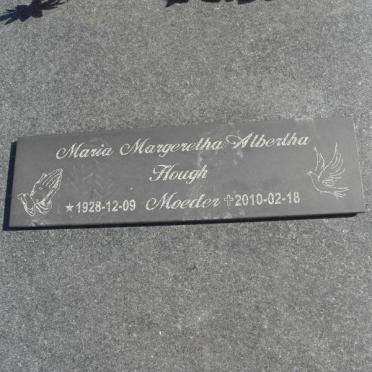 Maria Margeretha Albertha
Hough
★1928-12-09 Moeder ✝2010-02-18